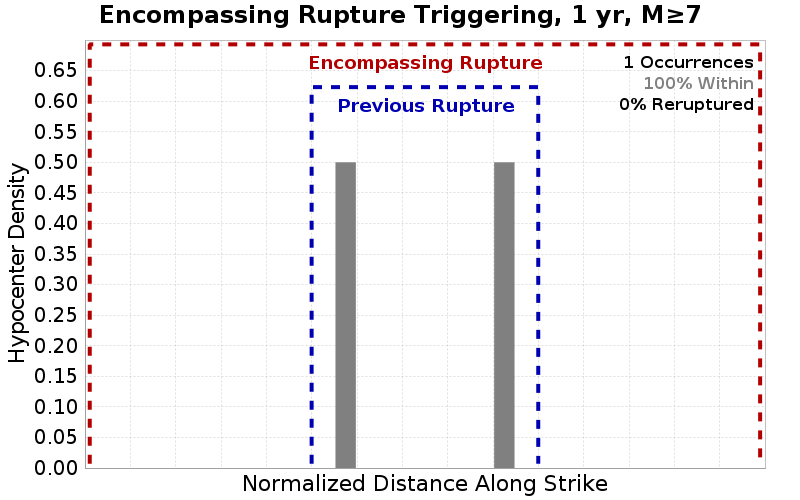 Encompassing Rupture Triggering, 1 yr, M≥7
Encompassing Rupture
Previous Rupture
1 Occurrences
100% Within
0% Reruptured
Hypocenter Density
0.65
0.60
0.55
0.50
0.45
0.40
0.35
0.30
0.25
0.20
0.15
0.10
0.05
0.00
Normalized Distance Along Strike